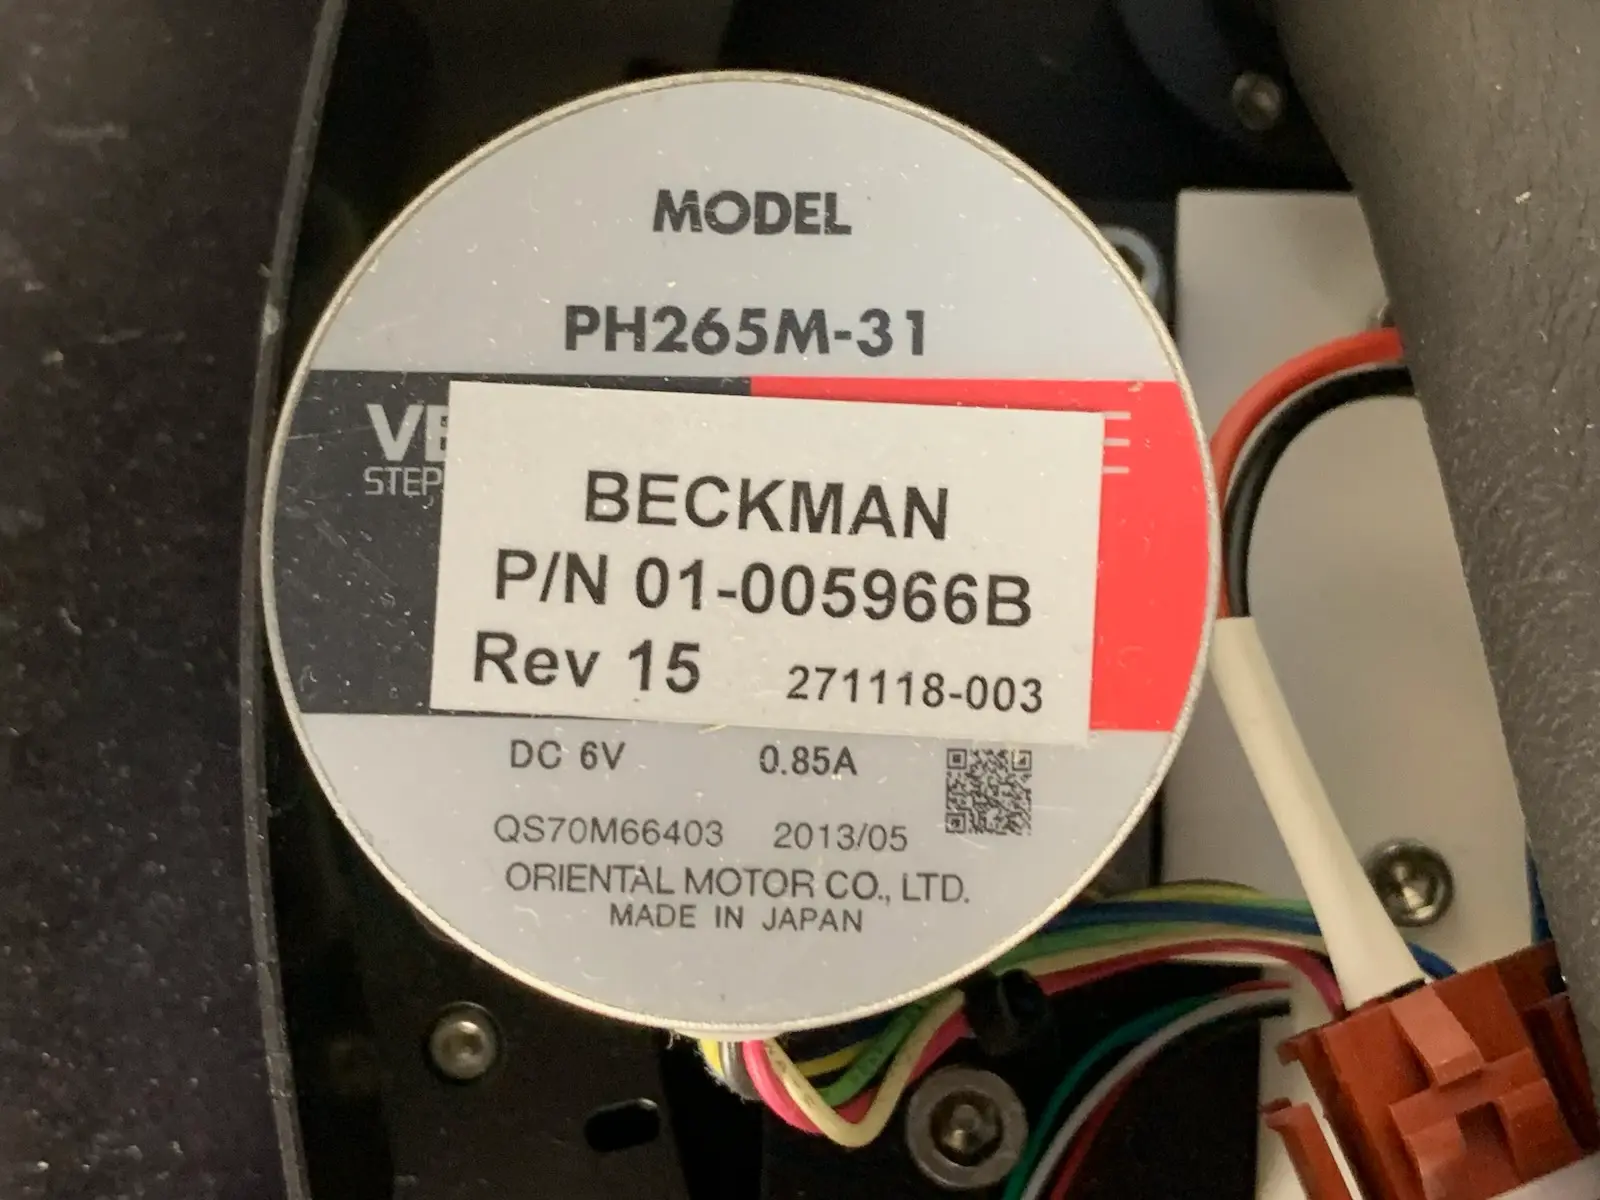 MODEL
PH265M-31
BECKMAN
P/N 01-005966B
Rev 15 271118-003
DC 6V 0.85A
QS70M66403 2013/05
ORIENTAL MOTOR CO., LTD.
MADE IN JAPAN